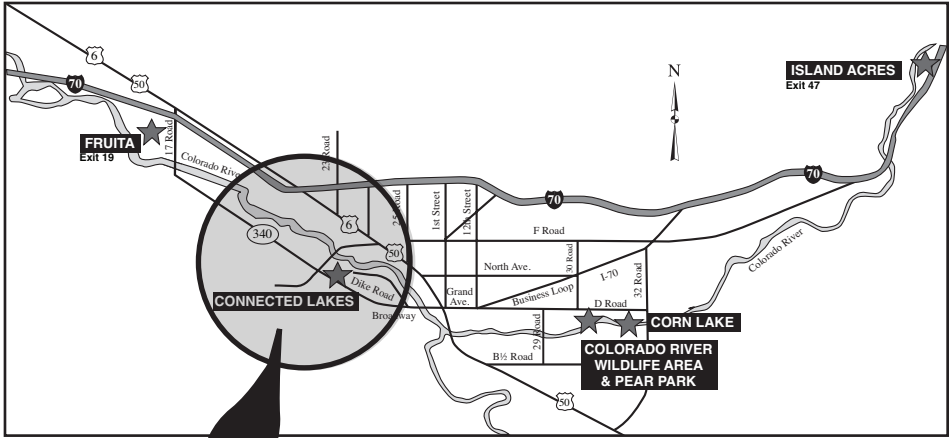 6
50
70
FRUITA
Exit 19
17 Road
Colorado River
23 Road
340
6
50
25 Road
1st Street
12th Street
CONNECTED LAKES
Dike Road
Broadway
N
ISLAND ACRES
Exit 47
70
70
F Road
North Ave.
30 Road
I-70
Business Loop
32 Road
Grand
Ave.
D Road
Colorado River
29 Road
CORN LAKE
B½ Road
COLORADO RIVER
WILDLIFE AREA
& PEAR PARK
50